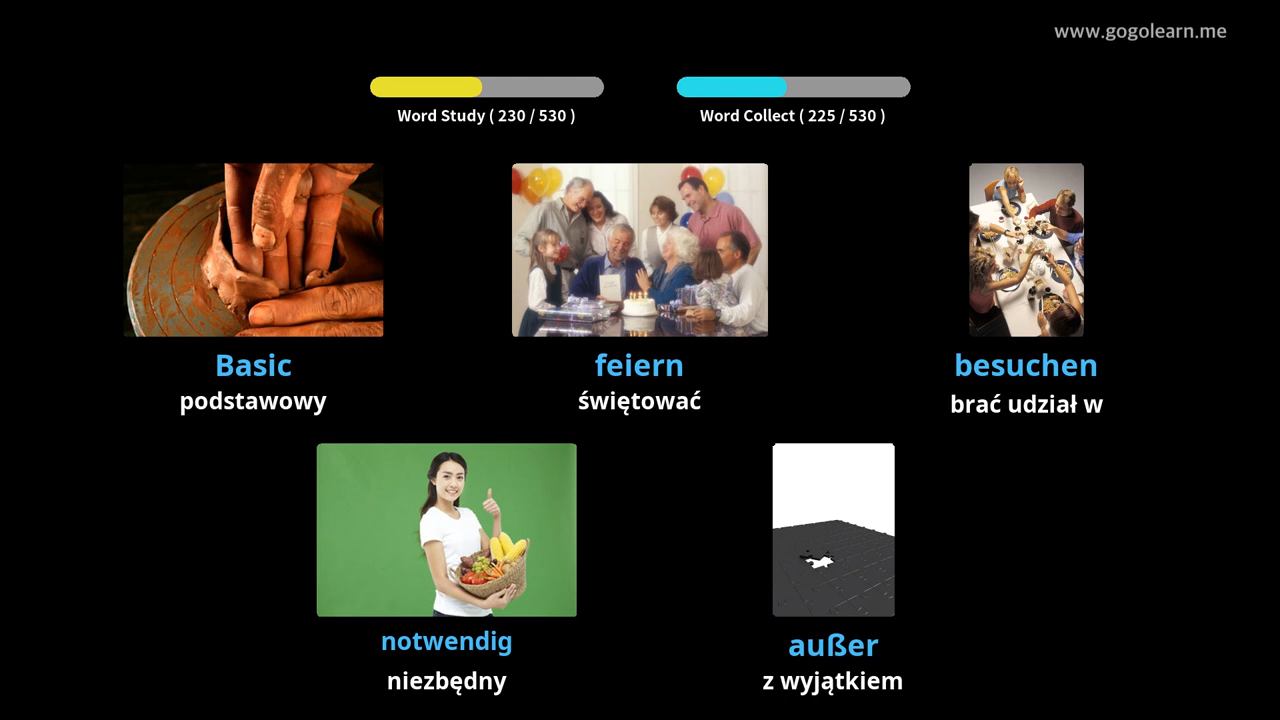 www.gogolearn.me
Word Study ( 230 / 530 )
Word Collect ( 225 / 530 )
Basic
podstawowy
feiern
świętować
besuchen
brać udział w
notwendig
niezbędny
außer
z wyjątkiem